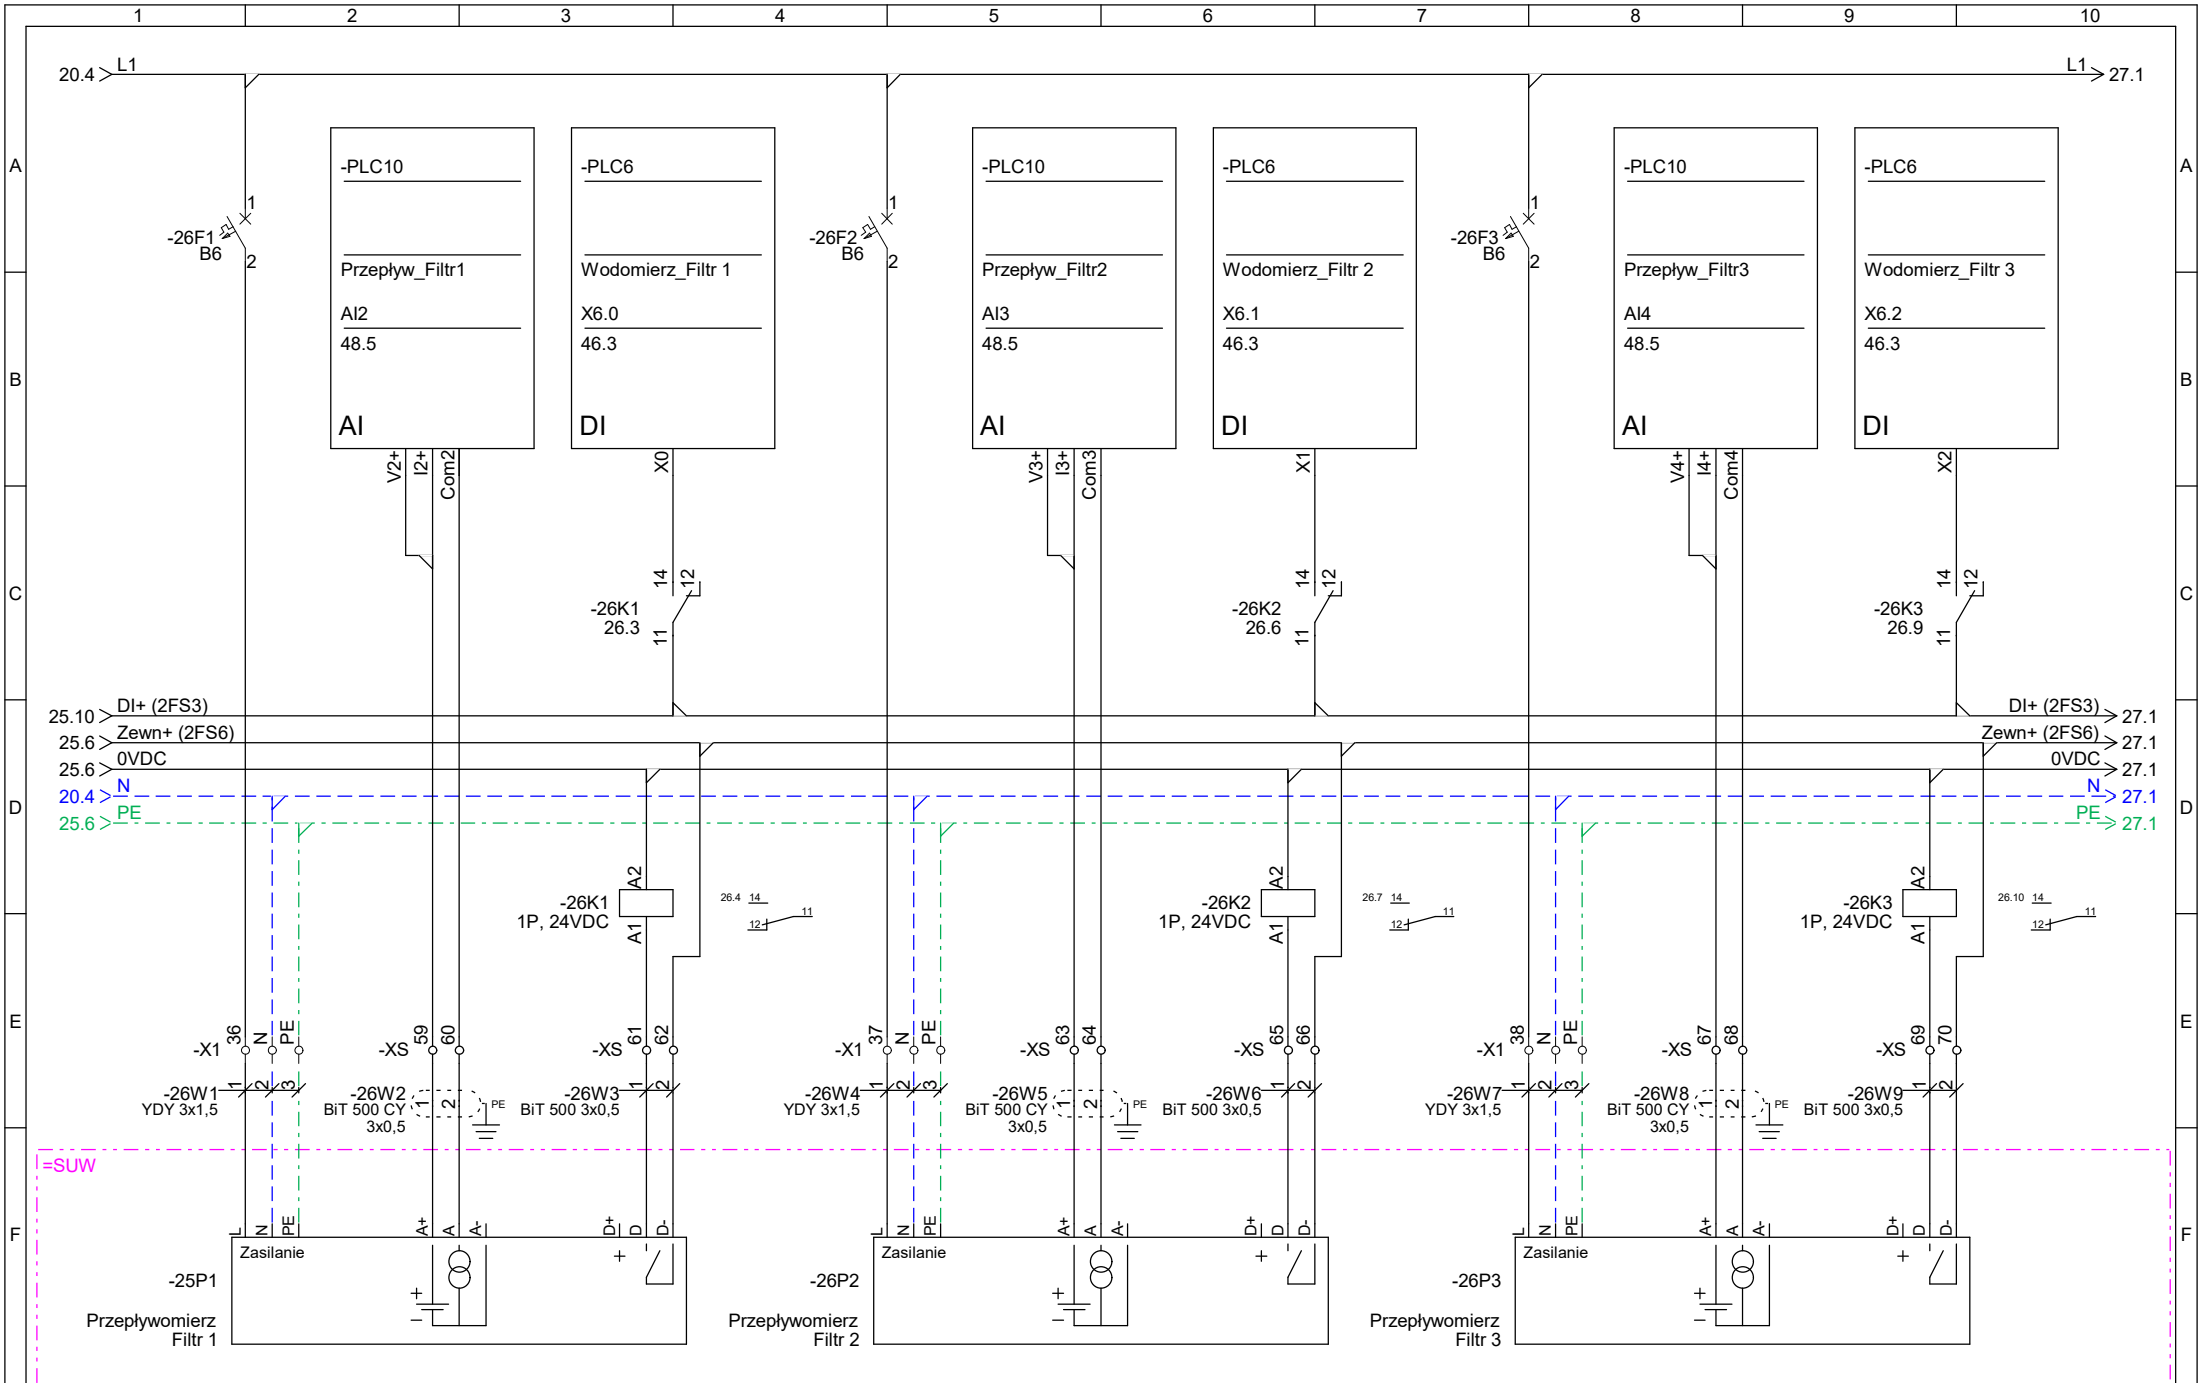 1 2 3 4 5 6 7 8 9 10
20.4 L1 L1 27.1
A A
-PLC10 -PLC6 -PLC10 -PLC6 -PLC10 -PLC6
1 1 1
-26F1 -26F2 -26F3
B6 B6 B6
2 2 2
Przepływ_Filtr1 Wodomierz_Filtr 1 Przepływ_Filtr2 Wodomierz_Filtr 2 Przepływ_Filtr3 Wodomierz_Filtr 3
AI2 X6.0 AI3 X6.1 AI4 X6.2
48.5 46.3 48.5 46.3 48.5 46.3
B B
AI DI AI DI AI DI
V2+ I2+ Com2 X0 V3+ I3+ Com3 X1 V4+ I4+ Com4 X2
14 12 14 12 14 12
C C
-26K1 -26K2 -26K3
26.3 26.6 26.9
11 11 11
25.10 DI+ (2FS3) DI+ (2FS3) 27.1
25.6 Zewn+ (2FS6) Zewn+ (2FS6) 27.1
25.6 0VDC 0VDC 27.1
20.4 N N 27.1
D D
25.6 PE PE 27.1
A2 A2 A2
-26K1 26.4 14 -26K2 26.7 14 -26K3 26.10 14
1P, 24VDC 12 11 1P, 24VDC 12 11 1P, 24VDC 12 11
A1 A1 A1
E E
-X1 36 N PE -XS 59 60 -XS 61 62 -X1 37 N PE -XS 63 64 -XS 65 66 -X1 38 N PE -XS 67 68 -XS 69 70
-26W1 1 2 3 -26W2 1 2 PE -26W3 1 2 -26W4 1 2 3 -26W5 1 2 PE -26W6 1 2 -26W7 1 2 3 -26W8 1 2 PE -26W9 1 2
YDY 3x1,5 BiT 500 CY BiT 500 3x0,5 YDY 3x1,5 BiT 500 CY BiT 500 3x0,5 YDY 3x1,5 BiT 500 CY BiT 500 3x0,5
3x0,5 3x0,5 3x0,5
=SUW
F F
L N PE A+ A A- D+ D D- L N PE A+ A A- D+ D D- L N PE A+ A A- D+ D D-
Zasilanie + Zasilanie + Zasilanie +
-25P1 -26P2 -26P3
+ + +
− − −
Przepływomierz Przepływomierz Przepływomierz
Filtr 1 Filtr 2 Filtr 3